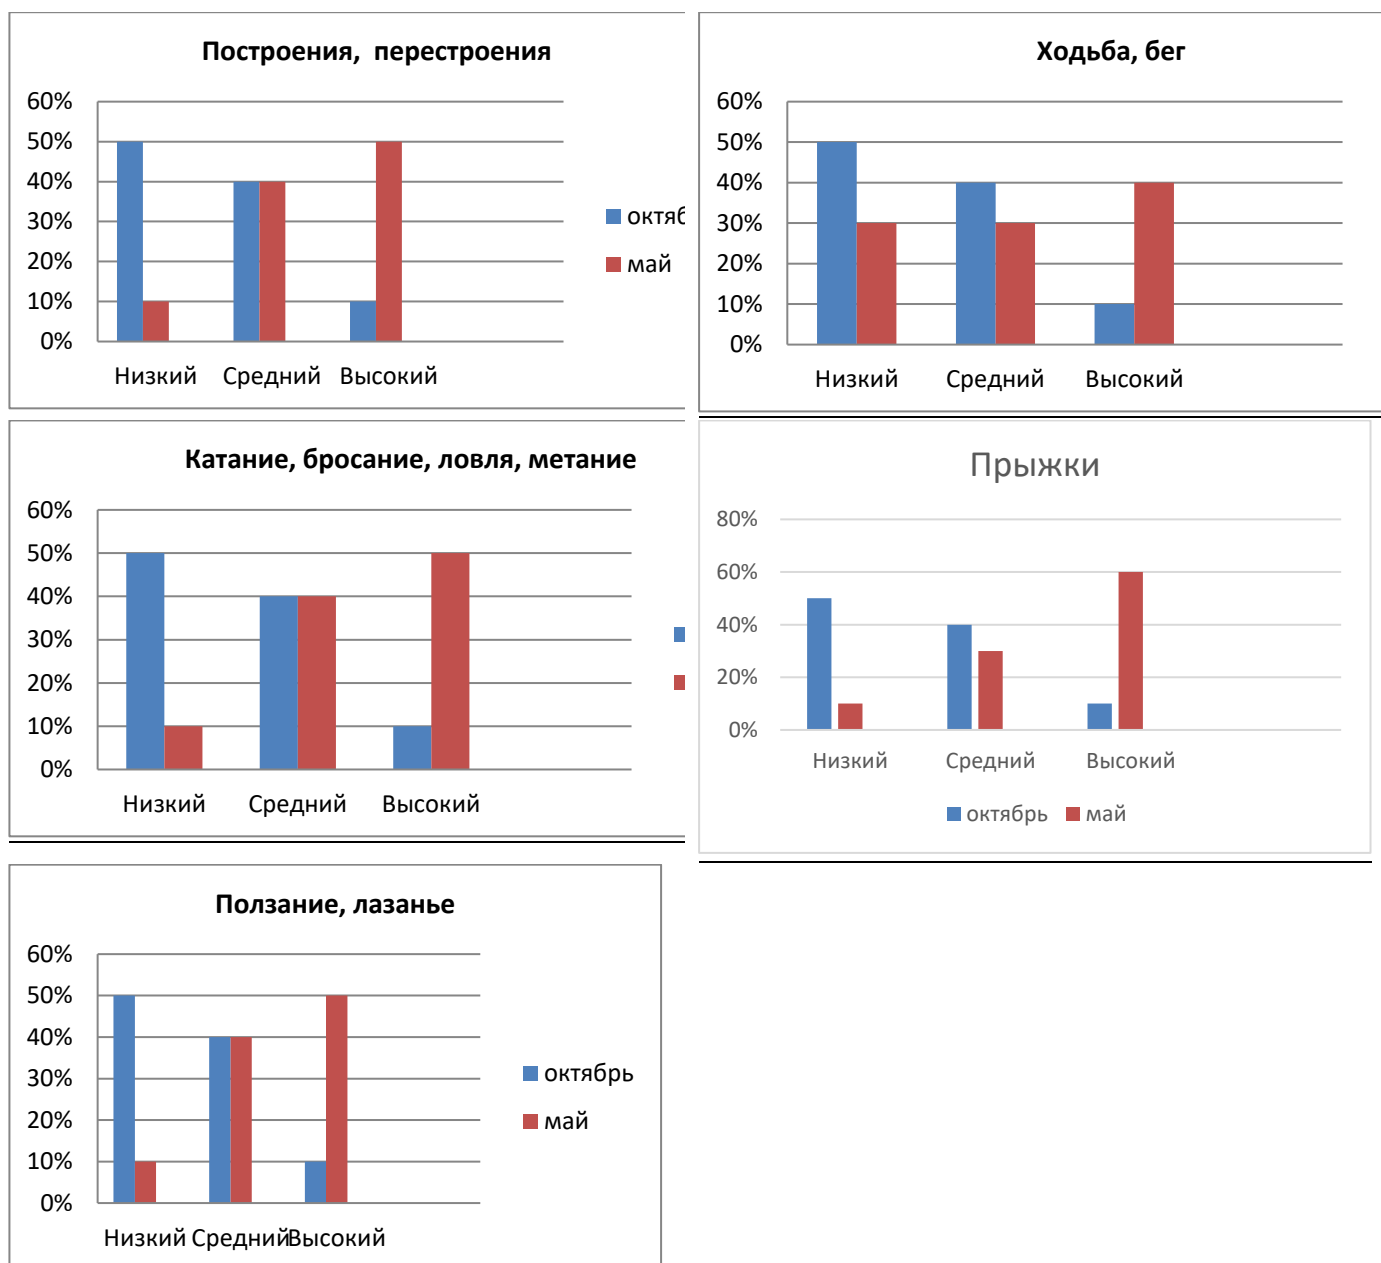 Построения, перестроения
60%
50%
40%
30%
20%
10%
0%
Низкий Средний Высокий
октяб
май
Ходьба, бег
60%
50%
40%
30%
20%
10%
0%
Низкий Средний Высокий
Катание, бросание, ловля, метание
60%
50%
40%
30%
20%
10%
0%
Низкий Средний Высокий
Прыжки
80%
60%
40%
20%
0%
Низкий Средний Высокий
октябрь май
Ползание, лазанье
60%
50%
40%
30%
20%
10%
0%
Низкий Средний Высокий
октябрь
май